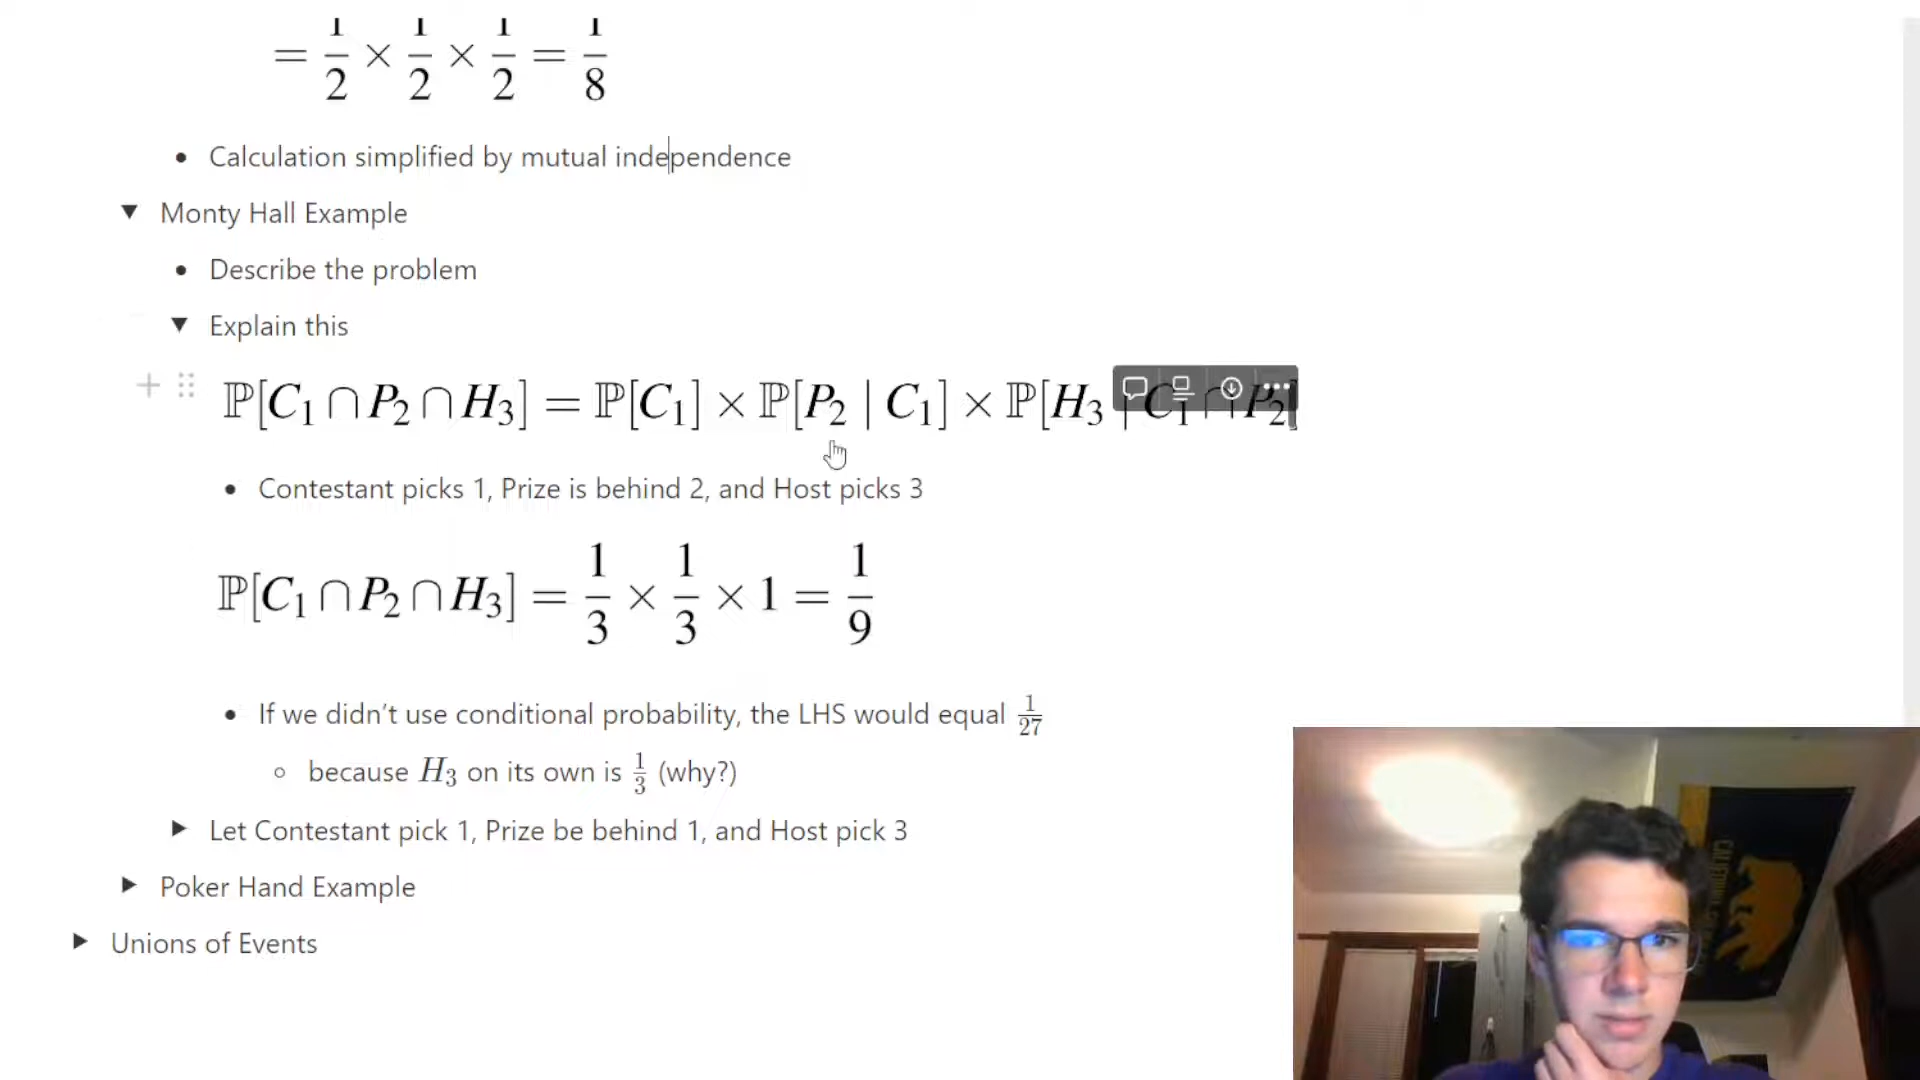 = 1/2 × 1/2 × 1/2 = 1/8
• Calculation simplified by mutual independence
▼ Monty Hall Example
• Describe the problem
▼ Explain this
ℙ[C₁ ∩ P₂ ∩ H₃] = ℙ[C₁] × ℙ[P₂ | C₁] × ℙ[H₃ | C₁ ∩ P₂]
• Contestant picks 1, Prize is behind 2, and Host picks 3
ℙ[C₁ ∩ P₂ ∩ H₃] = 1/3 × 1/3 × 1 = 1/9
• If we didn’t use conditional probability, the LHS would equal 1/27
○ because H₃ on its own is 1/3 (why?)
▶ Let Contestant pick 1, Prize be behind 1, and Host pick 3
▶ Poker Hand Example
▶ Unions of Events